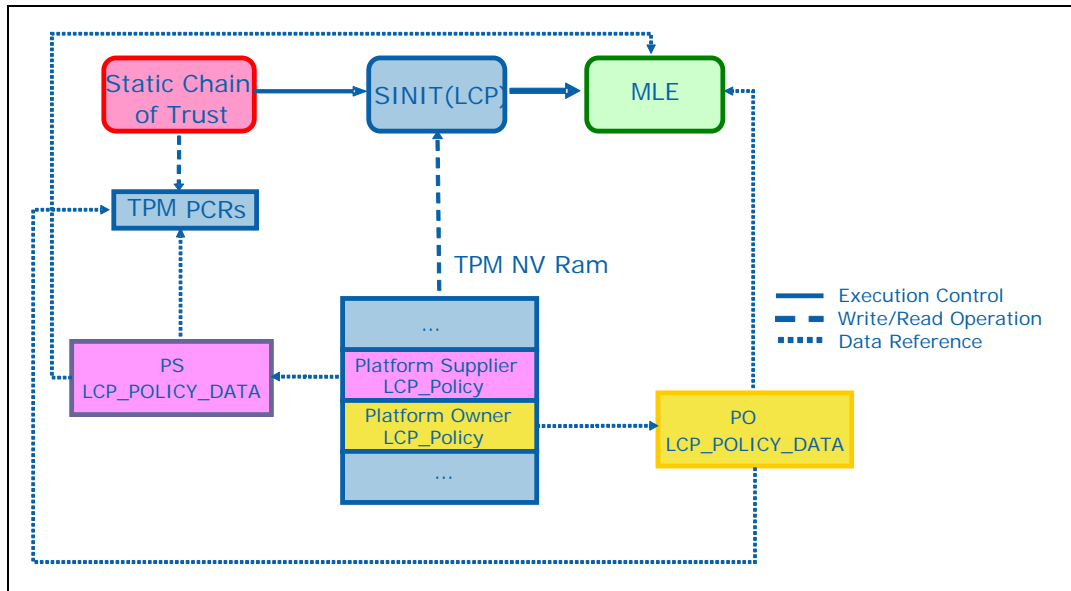 Static Chain
of Trust
SINIT(LCP)
MLE
TPM PCRs
TPM NV Ram
...
Platform Supplier
LCP_Policy
Platform Owner
LCP_Policy
...
PS
LCP_POLICY_DATA
PO
LCP_POLICY_DATA
Execution Control
Write/Read Operation
Data Reference